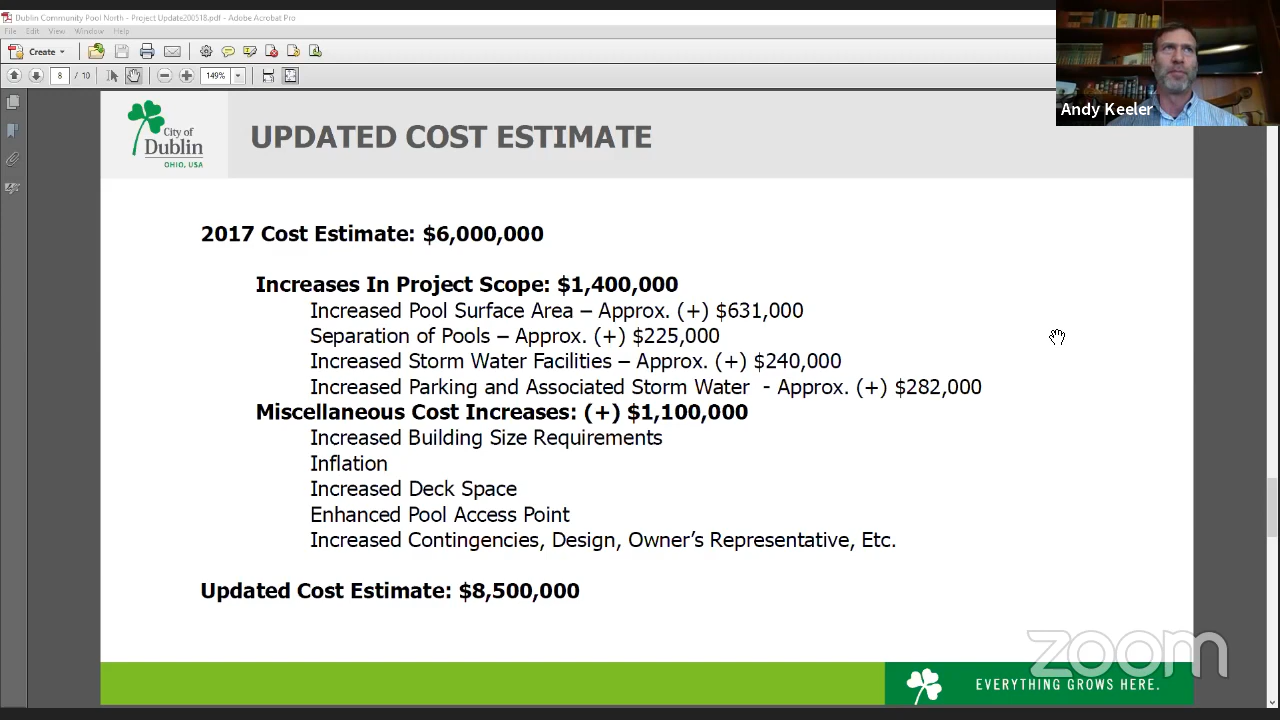 Dublin Community Pool North - Project Update200518.pdf - Adobe Acrobat Pro
File Edit View Window Help
Create
8 / 10
149%
Andy Keeler
City of
Dublin
OHIO, USA
UPDATED COST ESTIMATE
2017 Cost Estimate: $6,000,000
Increases In Project Scope: $1,400,000
Increased Pool Surface Area – Approx. (+) $631,000
Separation of Pools – Approx. (+) $225,000
Increased Storm Water Facilities – Approx. (+) $240,000
Increased Parking and Associated Storm Water - Approx. (+) $282,000
Miscellaneous Cost Increases: (+) $1,100,000
Increased Building Size Requirements
Inflation
Increased Deck Space
Enhanced Pool Access Point
Increased Contingencies, Design, Owner’s Representative, Etc.
Updated Cost Estimate: $8,500,000
zoom
EVERYTHING GROWS HERE.